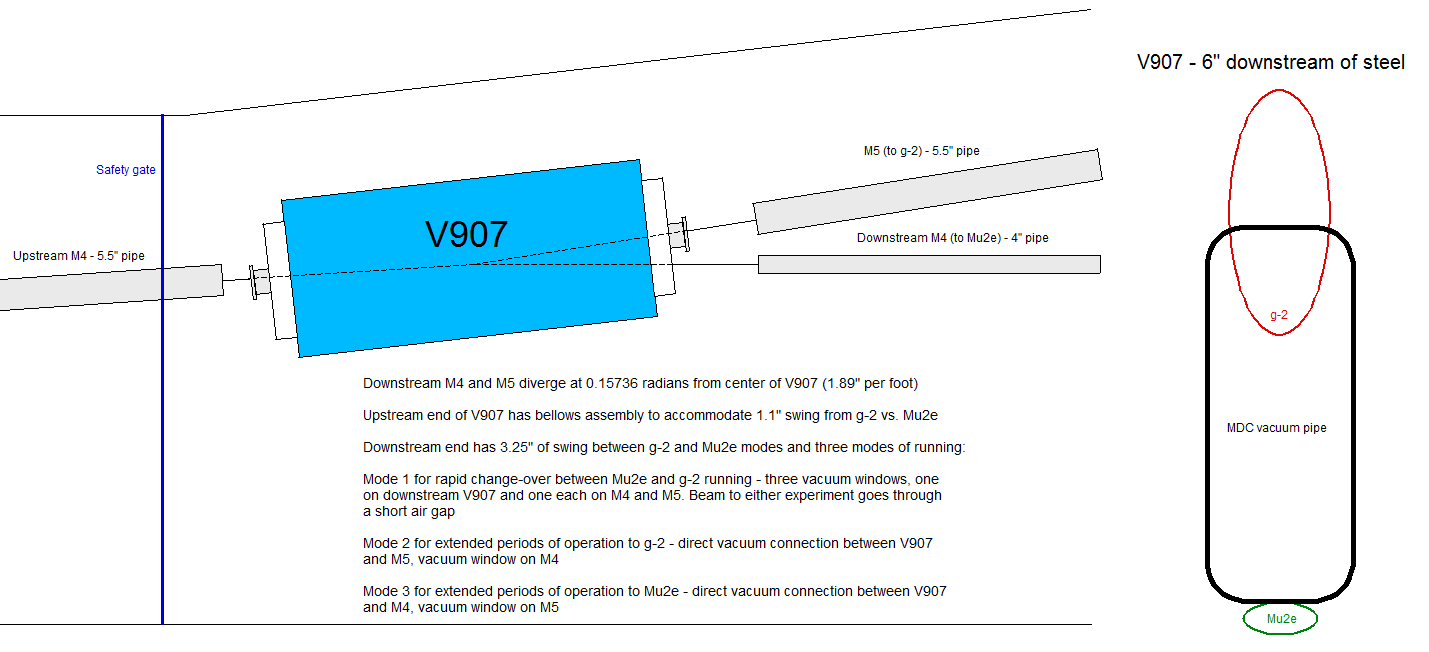 V907 - 6" downstream of steel
Safety gate
M5 (to g-2) - 5.5" pipe
V907
Downstream M4 (to Mu2e) - 4" pipe
Upstream M4 - 5.5" pipe
g-2
MDC vacuum pipe
Mu2e
Downstream M4 and M5 diverge at 0.15736 radians from center of V907 (1.89" per foot)
Upstream end of V907 has bellows assembly to accommodate 1.1" swing from g-2 vs. Mu2e
Downstream end has 3.25" of swing between g-2 and Mu2e modes and three modes of running:
Mode 1 for rapid change-over between Mu2e and g-2 running - three vacuum windows, one
on downstream V907 and one each on M4 and M5. Beam to either experiment goes through
a short air gap
Mode 2 for extended periods of operation to g-2 - direct vacuum connection between V907
and M5, vacuum window on M4
Mode 3 for extended periods of operation to Mu2e - direct vacuum connection between V907
and M4, vacuum window on M5